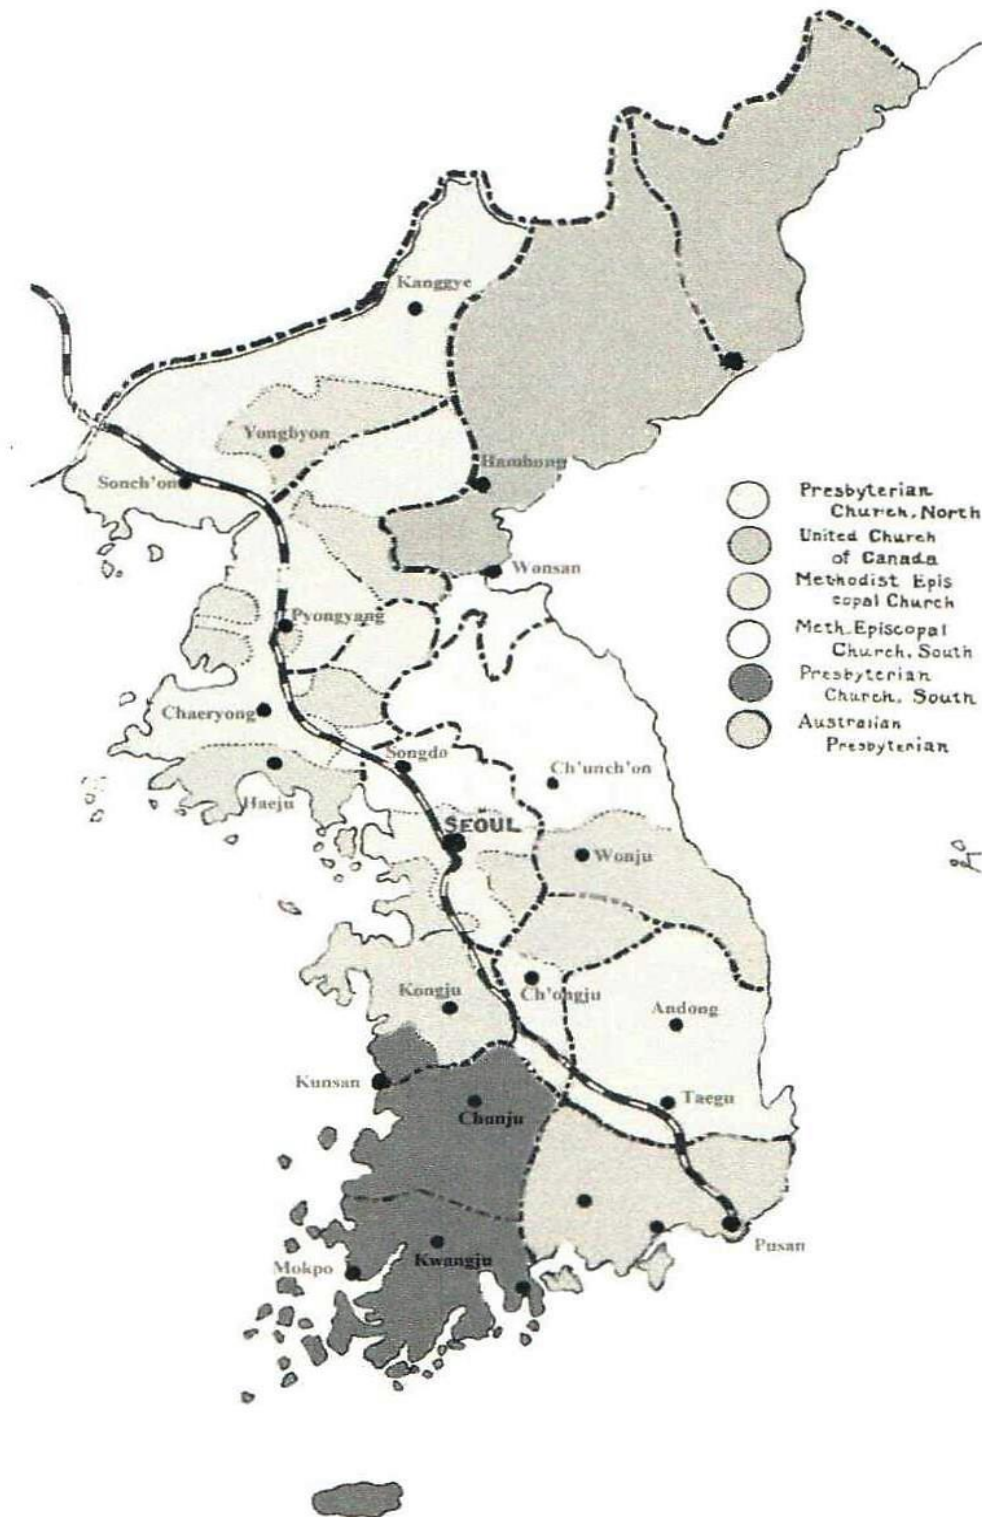 Kanggye
Yongbyon
Hamhung
Sonch'on
Wonsan
Pyongyang
Chaeryong
Songdo
Ch'unch'on
Haeju
SEOUL
Wonju
Kongju
Ch'ongju
Andong
Kunsan
Chunju
Taegu
Kwangju
Mokpo
Pusan
Presbyterian
Church, North
United Church
of Canada
Methodist Epis
copal Church
Meth. Episcopal
Church, South
Presbyterian
Church, South
Australian
Presbyterian